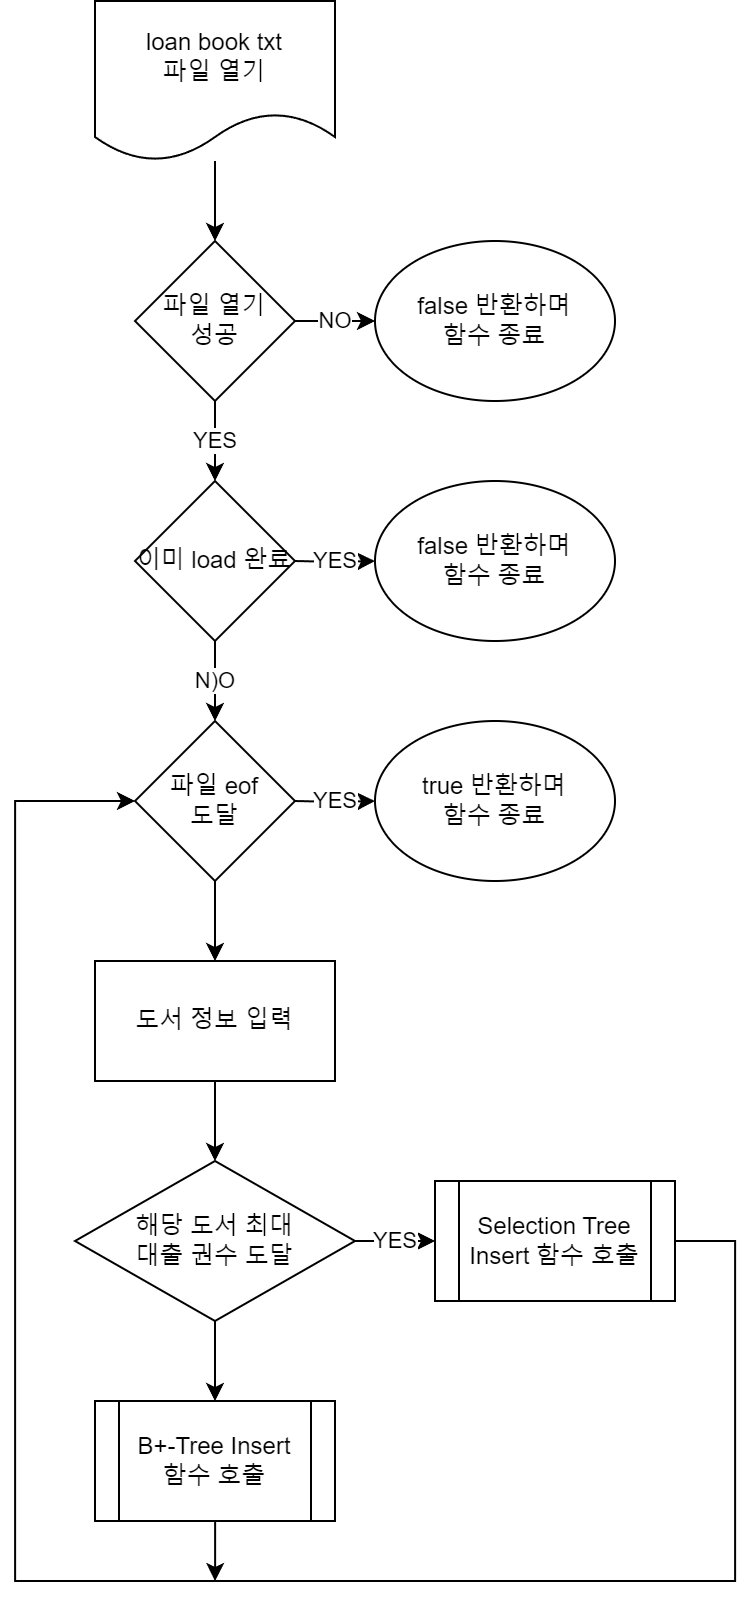 loan book txt
파일 열기
파일 열기
성공
NO
false 반환하며
함수 종료
YES
이미 load 완료
YES
false 반환하며
함수 종료
N)O
파일 eof
도달
YES
true 반환하며
함수 종료
도서 정보 입력
해당 도서 최대
대출 권수 도달
YES
Selection Tree
Insert 함수 호출
B+-Tree Insert
함수 호출